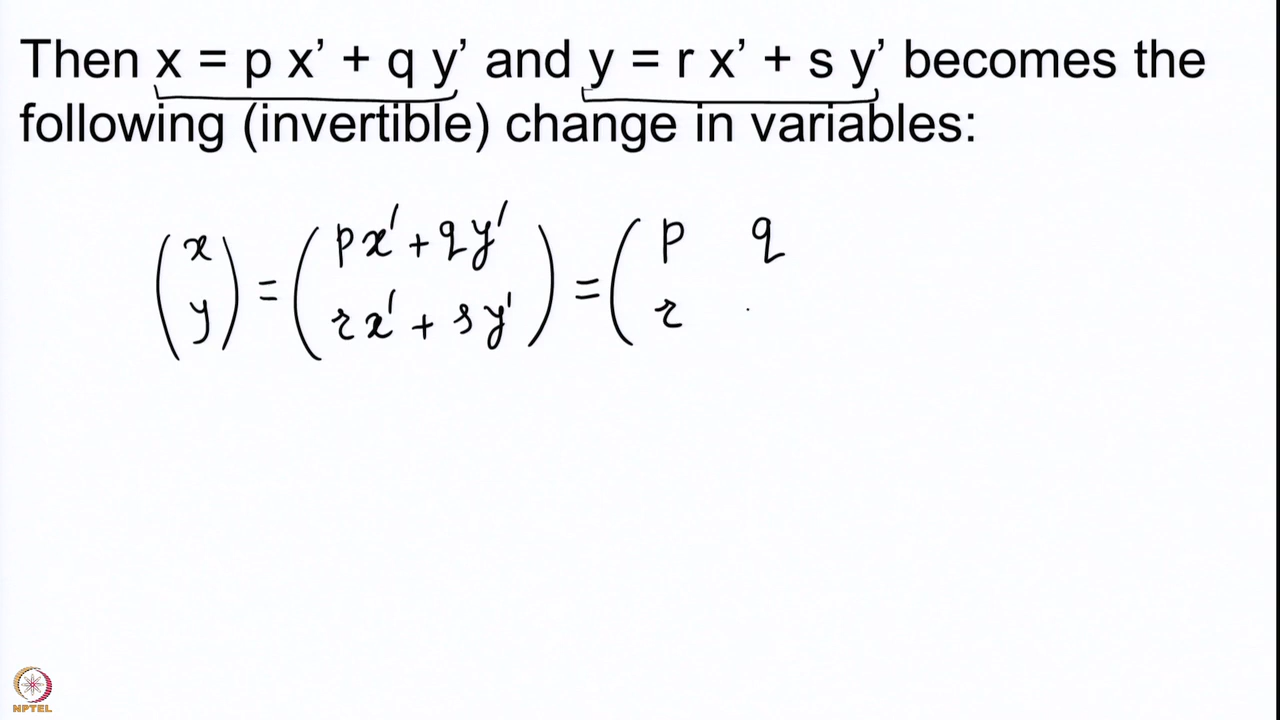 Then x = p x’ + q y’ and y = r x’ + s y’ becomes the
following (invertible) change in variables:
(x y) = (px' + qy' rx' + sy') = (p q r
NPTEL